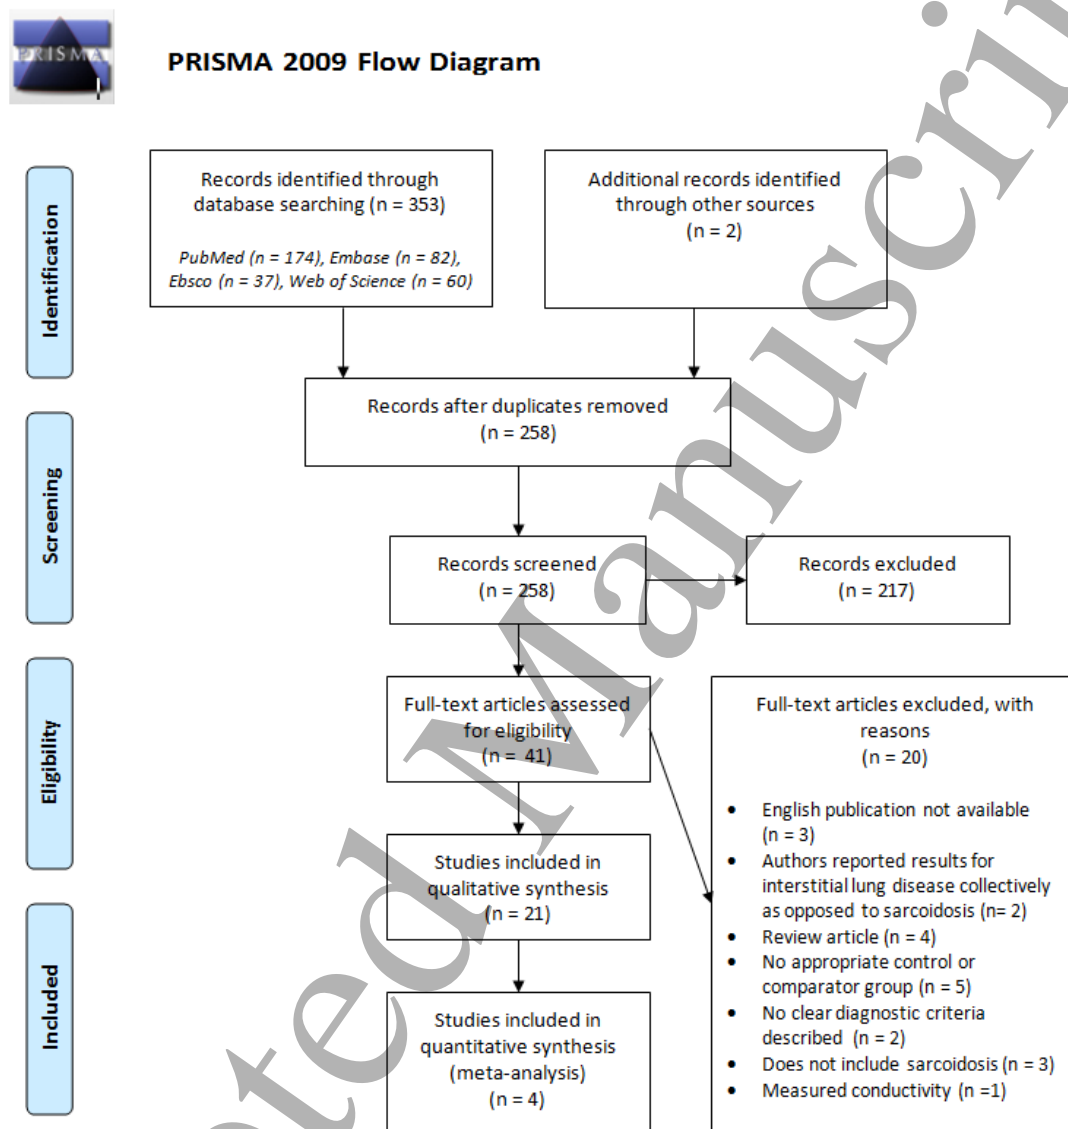 PRISMA
PRISMA 2009 Flow Diagram
Identification
Records identified through
database searching (n = 353)
PubMed (n = 174), Embase (n = 82),
Ebsco (n = 37), Web of Science (n = 60)
Additional records identified
through other sources
(n = 2)
Records after duplicates removed
(n = 258)
Screening
Records screened
(n = 258)
Records excluded
(n = 217)
Eligibility
Full-text articles assessed
for eligibility
(n = 41)
Full-text articles excluded, with
reasons
(n = 20)
• English publication not available
(n = 3)
• Authors reported results for
interstitial lung disease collectively
as opposed to sarcoidosis (n= 2)
• Review article (n = 4)
• No appropriate control or
comparator group (n = 5)
• No clear diagnostic criteria
described (n = 2)
• Does not include sarcoidosis (n = 3)
• Measured conductivity (n =1)
Studies included in
qualitative synthesis
(n = 21)
Included
Studies included in
quantitative synthesis
(meta-analysis)
(n = 4)
ted Manuscri